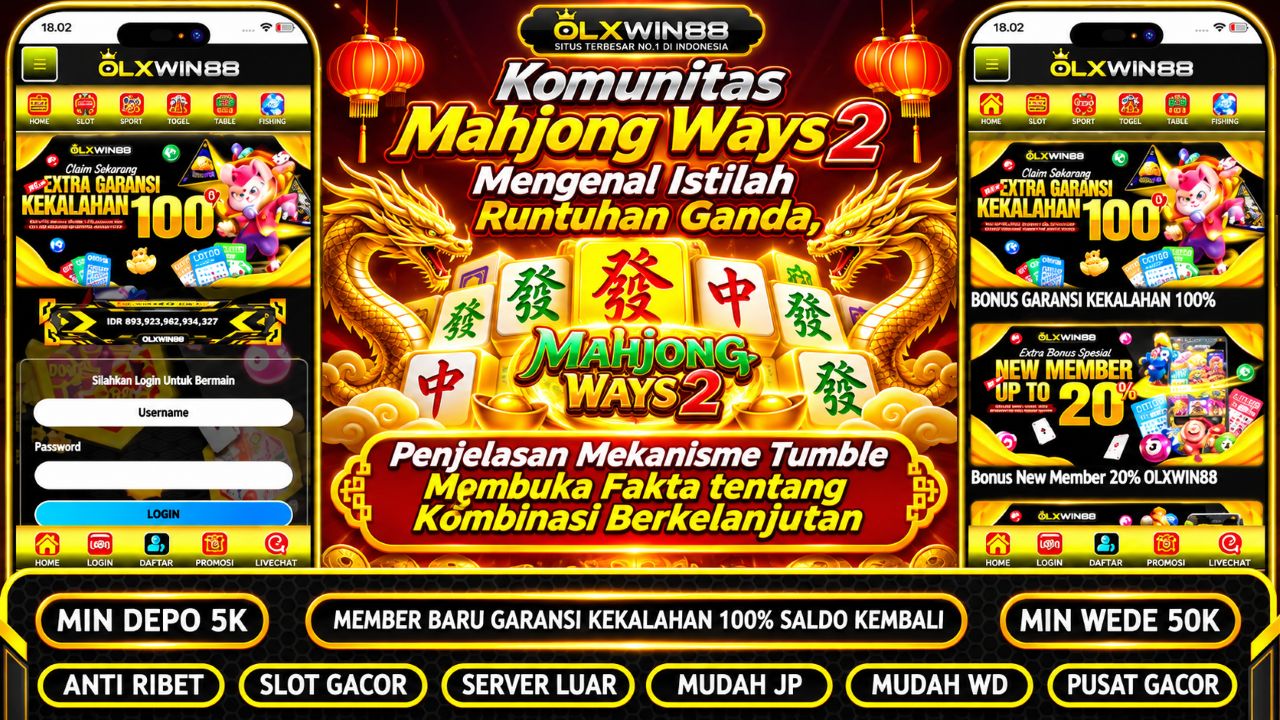 OLXWIN88
SITUS TERBESAR NO.1 DI INDONESIA
Komunitas
Mahjong Ways 2
Mengenal Istilah
Runtuhan Ganda,
發
發
發
中
發
中
發
MAHJONG
WAYS 2
Penjelasan Mekanisme Tumble
Membuka Fakta tentang
Kombinasi Berkelanjutan
18.02
OLXWIN88
HOME SLOT SPORT TOGEL TABLE FISHING
OLXWIN88
Claim Sekarang
EXTRA GARANSI
KEKALAHAN 100
IDR 893,923,962,934,327
OLXWIN88
Silahkan Login Untuk Bermain
Username
Password
LOGIN
HOME LOGIN DAFTAR PROMOSI LIVECHAT
18.02
OLXWIN88
HOME SLOT SPORT TOGEL TABLE FISHING
OLXWIN88
Claim Sekarang
EXTRA GARANSI
KEKALAHAN 100
BONUS GARANSI KEKALAHAN 100%
OLXWIN88
Extra Bonus Spesial
NEW MEMBER
UP TO 20%
Bonus New Member 20% OLXWIN88
OLXWIN88
HOME LOGIN DAFTAR PROMOSI LIVECHAT
MIN DEPO 5K
MEMBER BARU GARANSI KEKALAHAN 100% SALDO KEMBALI
MIN WEDE 50K
ANTI RIBET
SLOT GACOR
SERVER LUAR
MUDAH JP
MUDAH WD
PUSAT GACOR